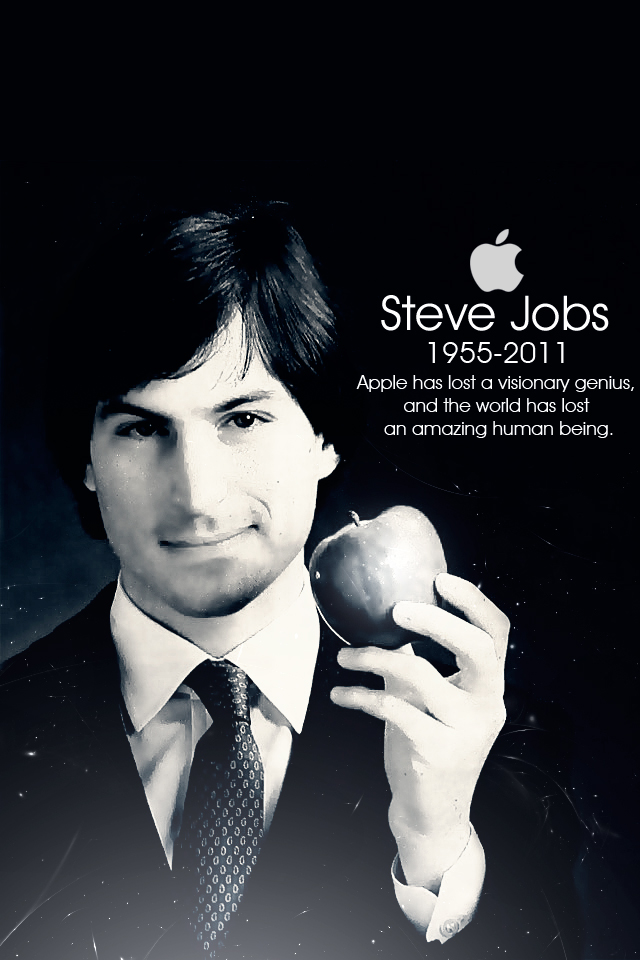 Steve Jobs
1955-2011
Apple has lost a visionary genius,
and the world has lost
an amazing human being.